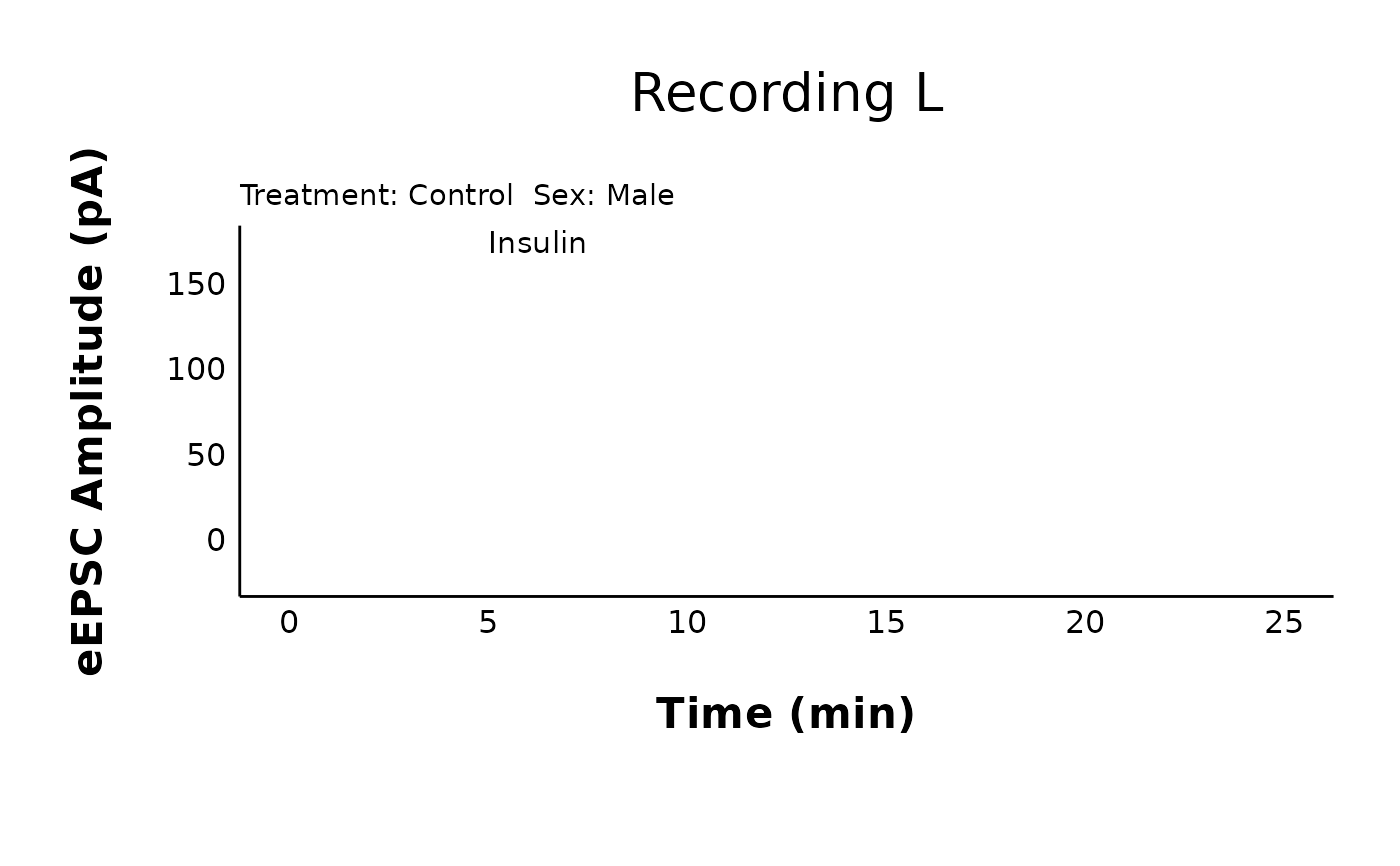 Recording L
Treatment: Control  Sex: Male
Insulin
eEPSC Amplitude (pA)
150
100
50
0
0 5 10 15 20 25
Time (min)